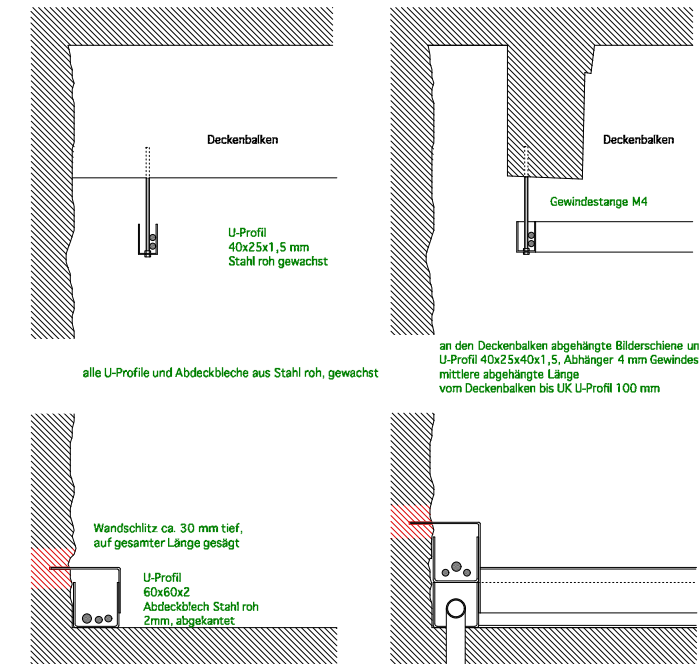 Deckenbalken
Deckenbalken
Gewindestange M4
U-Profil
40x25x1,5 mm
Stahl roh gewachst
an den Deckenbalken abgehängte Bilderschiene un
U-Profil 40x25x40x1,5, Abhänger 4 mm Gewindes
mittlere abgehängte Länge
vom Deckenbalken bis UK U-Profil 100 mm
alle U-Profile und Abdeckbleche aus Stahl roh, gewachst
Wandschlitz ca. 30 mm tief,
auf gesamter Länge gesägt
U-Profil
60x60x2
Abdeckblech Stahl roh
2mm, abgekantet